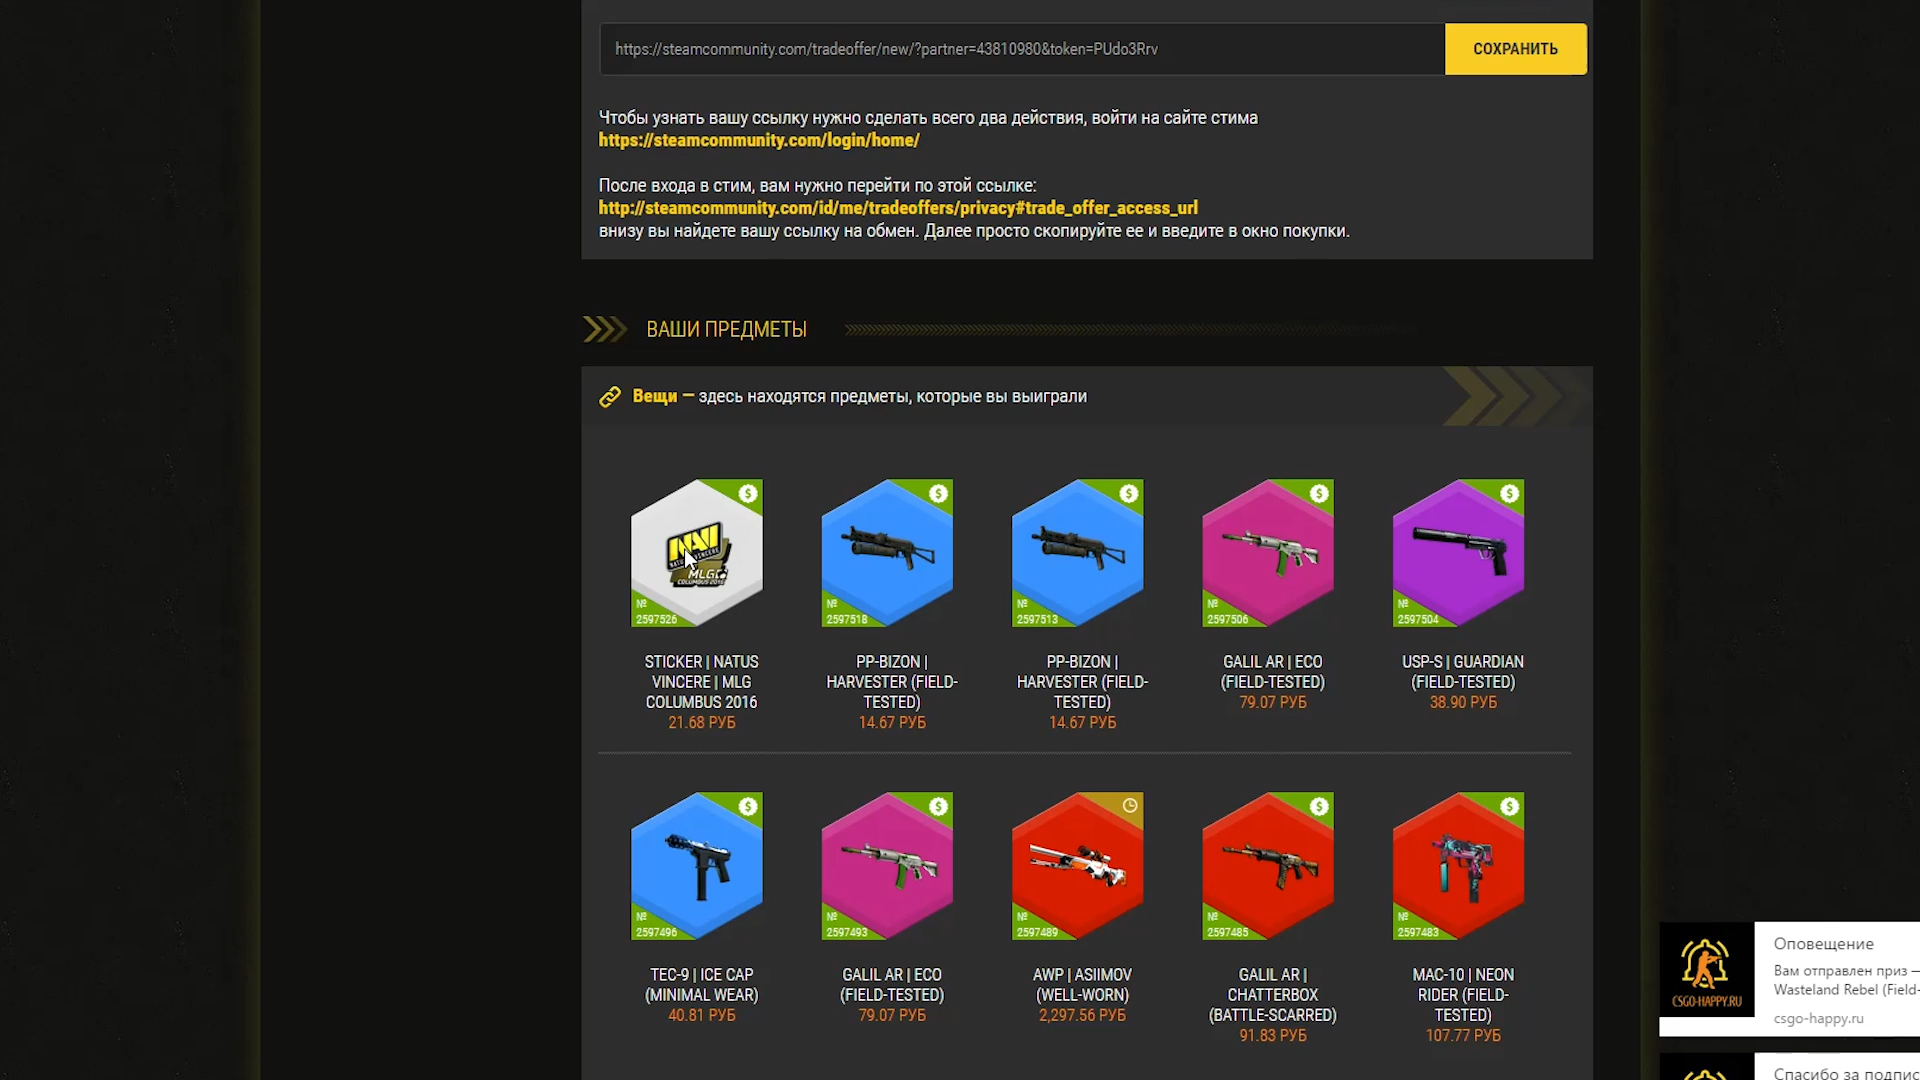 https://steamcommunity.com/tradeoffer/new/?partner=43810980&token=PUdo3Rrv
СОХРАНИТЬ
Чтобы узнать вашу ссылку нужно сделать всего два действия, войти на сайте стима
https://steamcommunity.com/login/home/
После входа в стим, вам нужно перейти по этой ссылке:
http://steamcommunity.com/id/me/tradeoffers/privacy#trade_offer_access_url
внизу вы найдете вашу ссылку на обмен. Далее просто скопируйте ее и введите в окно покупки.
ВАШИ ПРЕДМЕТЫ
Вещи — здесь находятся предметы, которые вы выиграли
NAVI
VINCERE
MLG
COLUMBUS 2016
№
2597526
STICKER | NATUS
VINCERE | MLG
COLUMBUS 2016
21.68 РУБ
№
2597518
PP-BIZON |
HARVESTER (FIELD-
TESTED)
14.67 РУБ
№
2597513
PP-BIZON |
HARVESTER (FIELD-
TESTED)
14.67 РУБ
№
2597506
GALIL AR | ECO
(FIELD-TESTED)
79.07 РУБ
№
2597504
USP-S | GUARDIAN
(FIELD-TESTED)
38.90 РУБ
№
2597496
TEC-9 | ICE CAP
(MINIMAL WEAR)
40.81 РУБ
№
2597493
GALIL AR | ECO
(FIELD-TESTED)
79.07 РУБ
№
2597489
AWP | ASIIMOV
(WELL-WORN)
2,297.56 РУБ
№
2597485
GALIL AR |
CHATTERBOX
(BATTLE-SCARRED)
91.83 РУБ
№
2597483
MAC-10 | NEON
RIDER (FIELD-
TESTED)
107.77 РУБ
CSGO-HAPPY.RU
Оповещение
Вам отправлен приз —
Wasteland Rebel (Field-
csgo-happy.ru
Спасибо за подпис